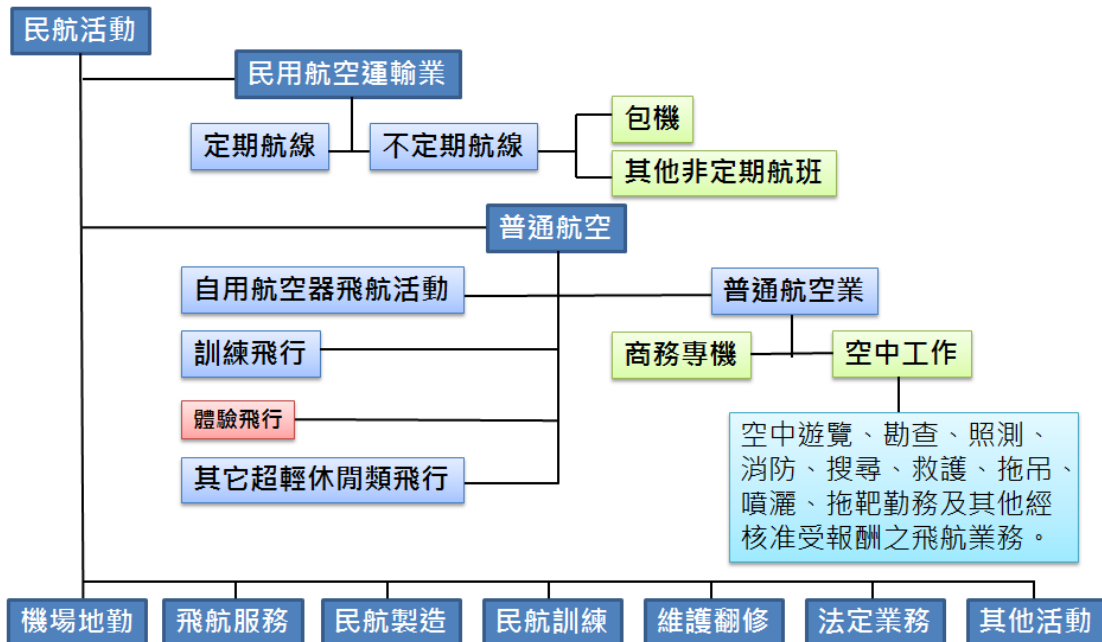 民航活動
民用航空運輸業
定期航線
不定期航線
包機
其他非定期航班
普通航空
自用航空器飛航活動
普通航空業
訓練飛行
商務專機
空中工作
體驗飛行
其它超輕休閒類飛行
空中遊覽、勘查、照測、
消防、搜尋、救護、拖吊、
噴灑、拖靶勤務及其他經
核准受報酬之飛航業務。
機場地勤
飛航服務
民航製造
民航訓練
維護翻修
法定業務
其他活動